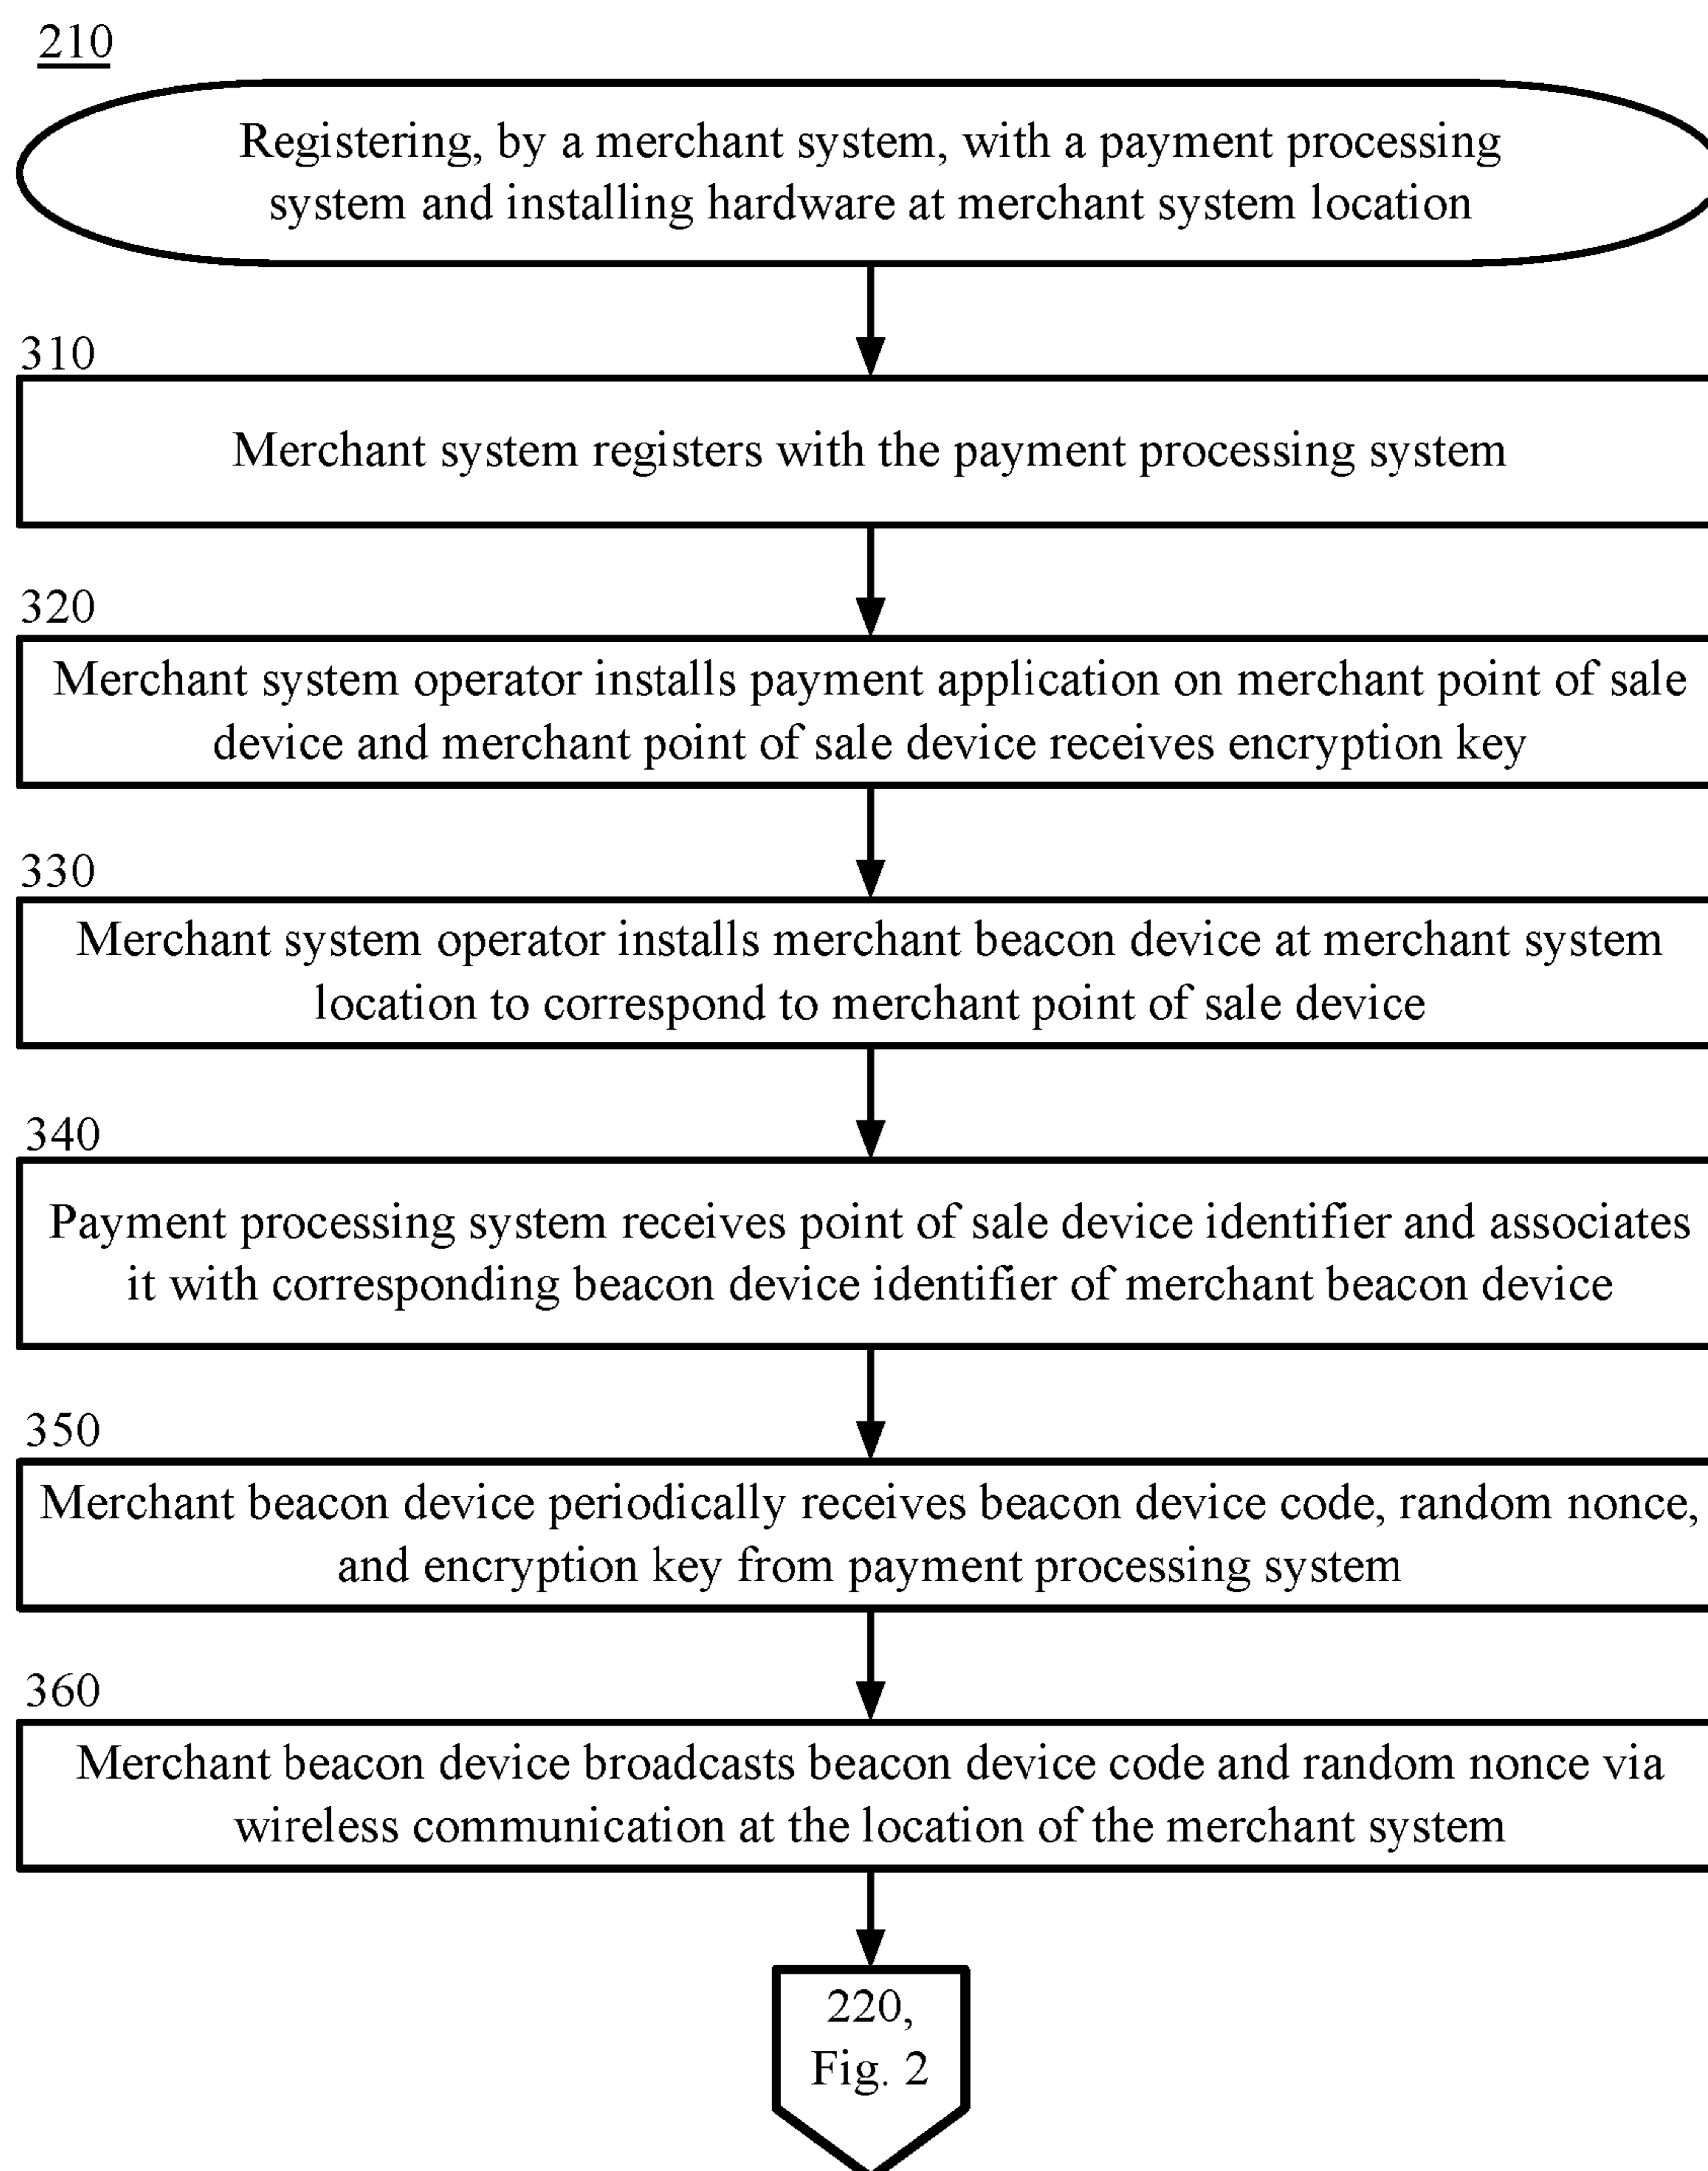 210
Registering, by a merchant system, with a payment processing
system and installing hardware at merchant system location
310
Merchant system registers with the payment processing system
320
Merchant system operator installs payment application on merchant point of sale
device and merchant point of sale device receives encryption key
330
Merchant system operator installs merchant beacon device at merchant system
location to correspond to merchant point of sale device
340
Payment processing system receives point of sale device identifier and associates
it with corresponding beacon device identifier of merchant beacon device
350
Merchant beacon device periodically receives beacon device code, random nonce,
and encryption key from payment processing system
360
Merchant beacon device broadcasts beacon device code and random nonce via
wireless communication at the location of the merchant system
220,
Fig. 2